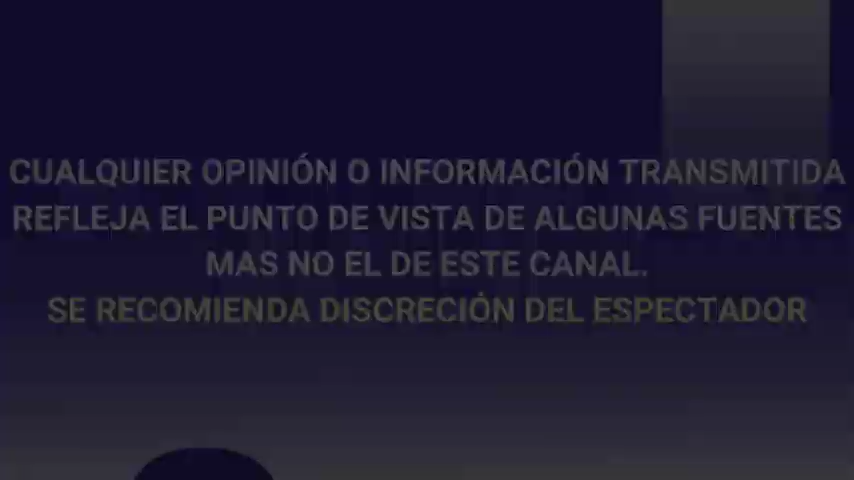 CUALQUIER OPINIÓN O INFORMACIÓN TRANSMITIDA
REFLEJA EL PUNTO DE VISTA DE ALGUNAS FUENTES
MAS NO EL DE ESTE CANAL.
SE RECOMIENDA DISCRECIÓN DEL ESPECTADOR